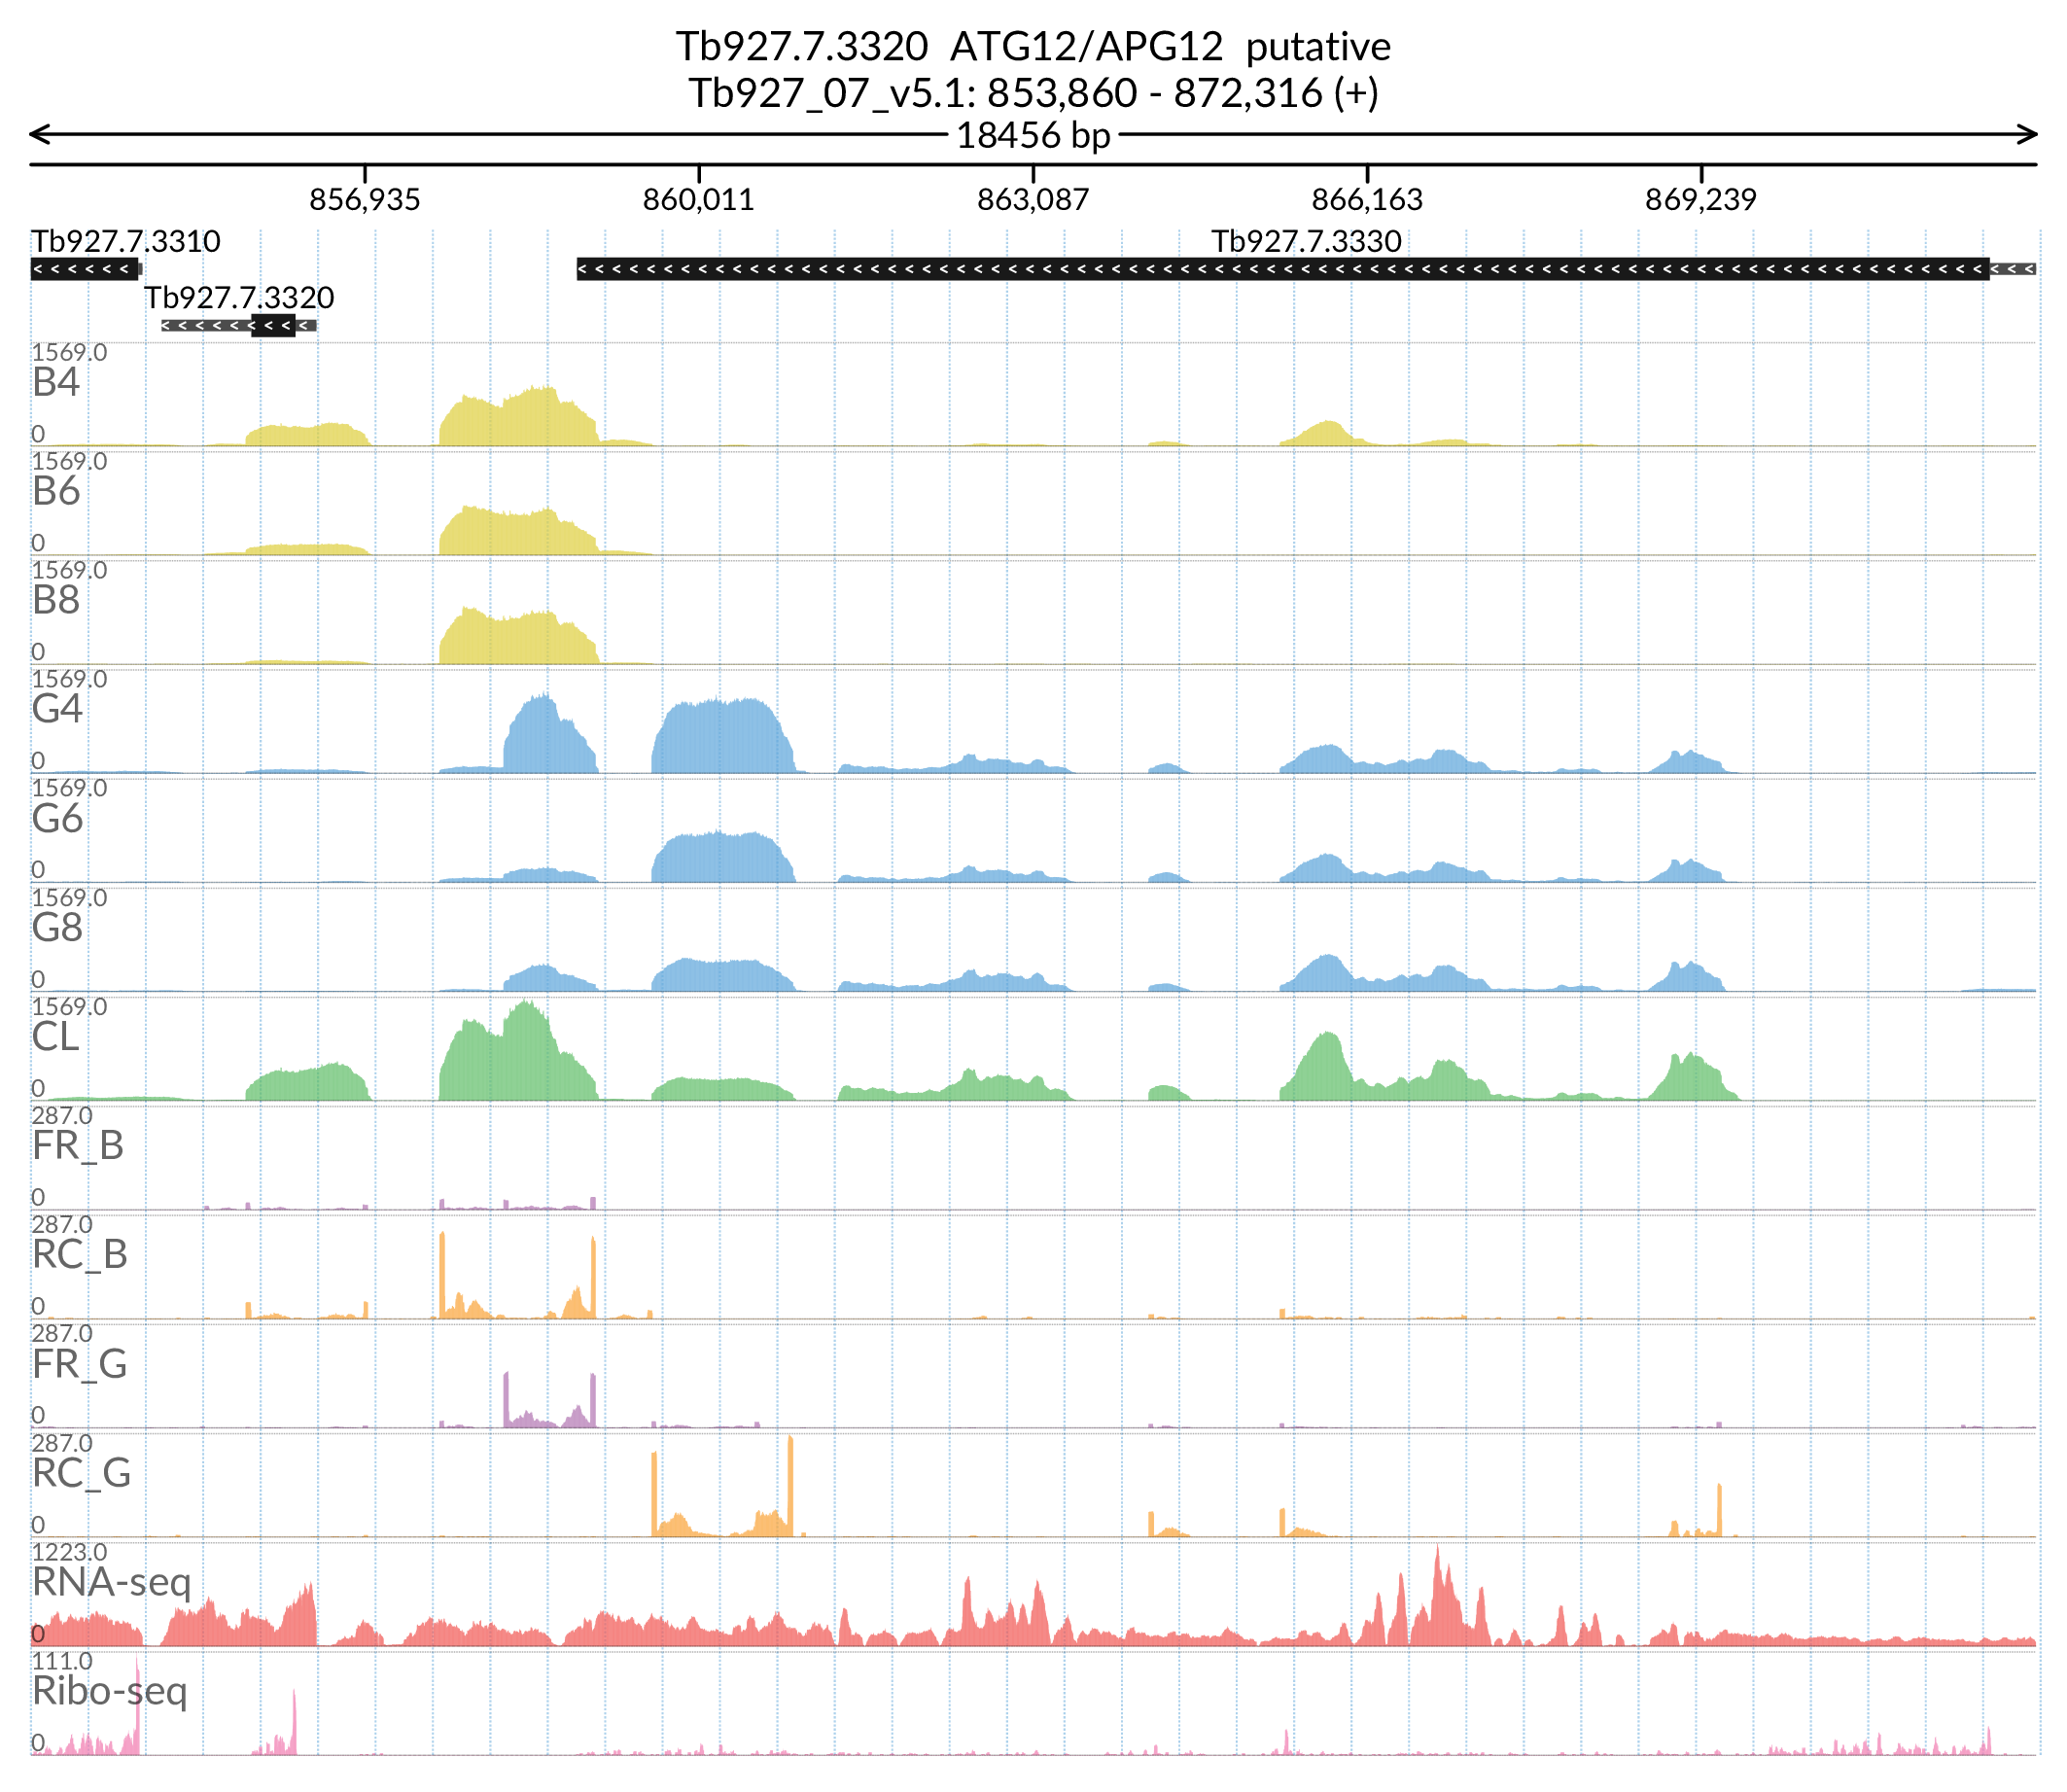 Tb927.7.3320 ATG12/APG12 putative
Tb927_07_v5.1: 853,860 - 872,316 (+)
18456 bp
856,935 860,011 863,087 866,163 869,239
Tb927.7.3310 Tb927.7.3330
Tb927.7.3320
1569.0
B4
0
1569.0
B6
0
1569.0
B8
0
1569.0
G4
0
1569.0
G6
0
1569.0
G8
0
1569.0
CL
0
287.0
FR_B
0
287.0
RC_B
0
287.0
FR_G
0
287.0
RC_G
0
1223.0
RNA-seq
0
111.0
Ribo-seq
0